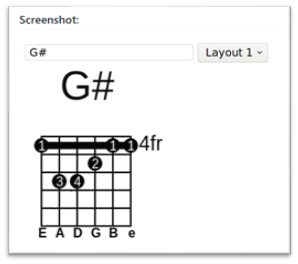 Screenshot:
G#
Layout 1
G#
1 1 1 4fr
2
3 4
E A D G B e